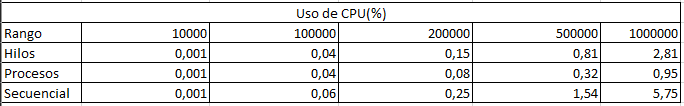 Uso de CPU(%)
Rango 10000 100000 200000 500000 1000000
Hilos 0,001 0,04 0,15 0,81 2,81
Procesos 0,001 0,04 0,08 0,32 0,95
Secuencial 0,001 0,06 0,25 1,54 5,75